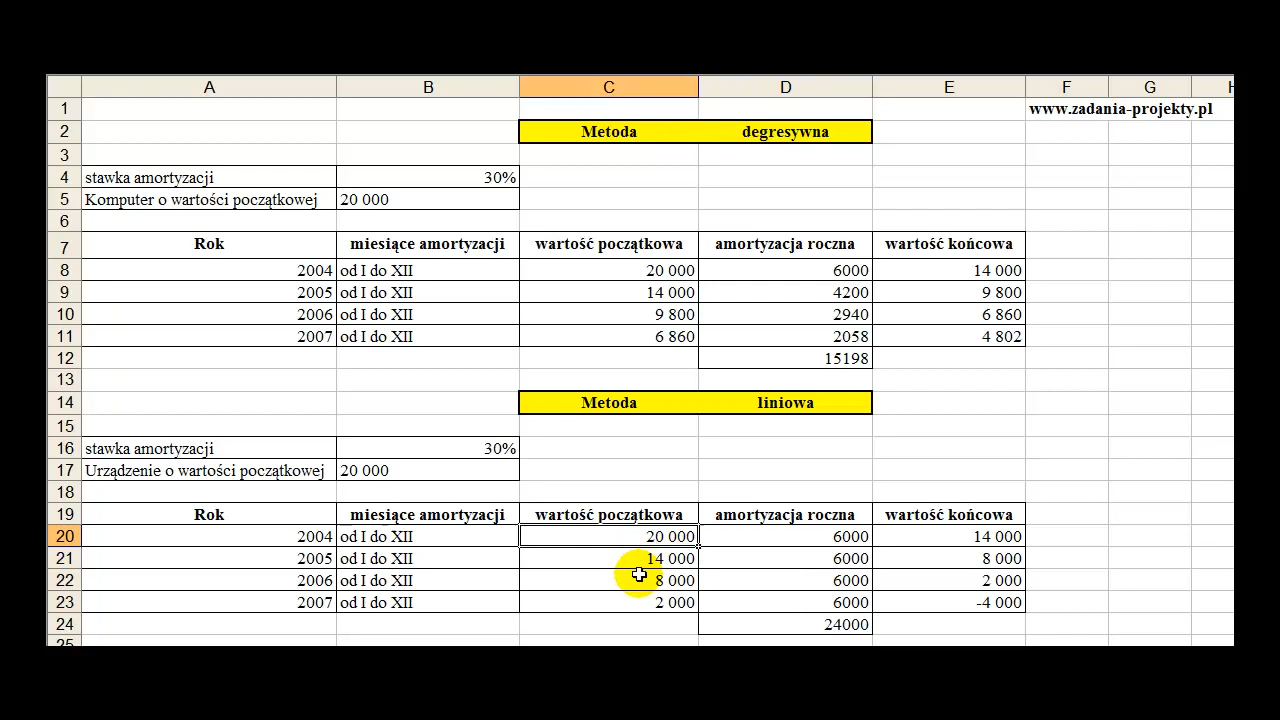 A B C D E F G H
1 www.zadania-projekty.pl
2 Metoda degresywna
3
4 stawka amortyzacji 30%
5 Komputer o wartości początkowej 20 000
6
7 Rok miesiące amortyzacji wartość początkowa amortyzacja roczna wartość końcowa
8 2004 od I do XII 20 000 6000 14 000
9 2005 od I do XII 14 000 4200 9 800
10 2006 od I do XII 9 800 2940 6 860
11 2007 od I do XII 6 860 2058 4 802
12 15198
13
14 Metoda liniowa
15
16 stawka amortyzacji 30%
17 Urządzenie o wartości początkowej 20 000
18
19 Rok miesiące amortyzacji wartość początkowa amortyzacja roczna wartość końcowa
20 2004 od I do XII 20 000 6000 14 000
21 2005 od I do XII 14 000 6000 8 000
22 2006 od I do XII 8 000 6000 2 000
23 2007 od I do XII 2 000 6000 -4 000
24 24000
25